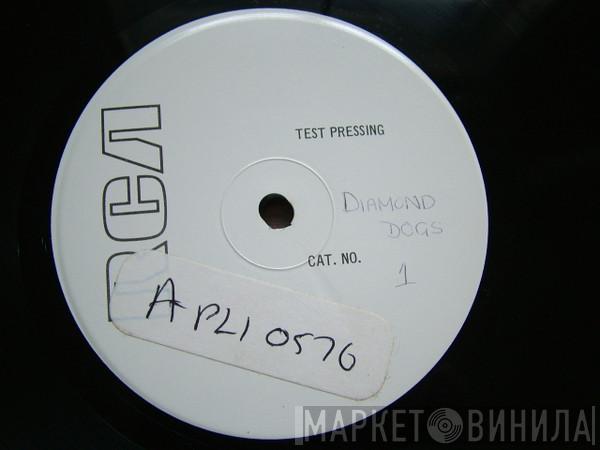 RCA
TEST PRESSING
DIAMOND
DOGS
CAT. NO.
1
APL1 0576
МАРКЕТ ВИНИЛА